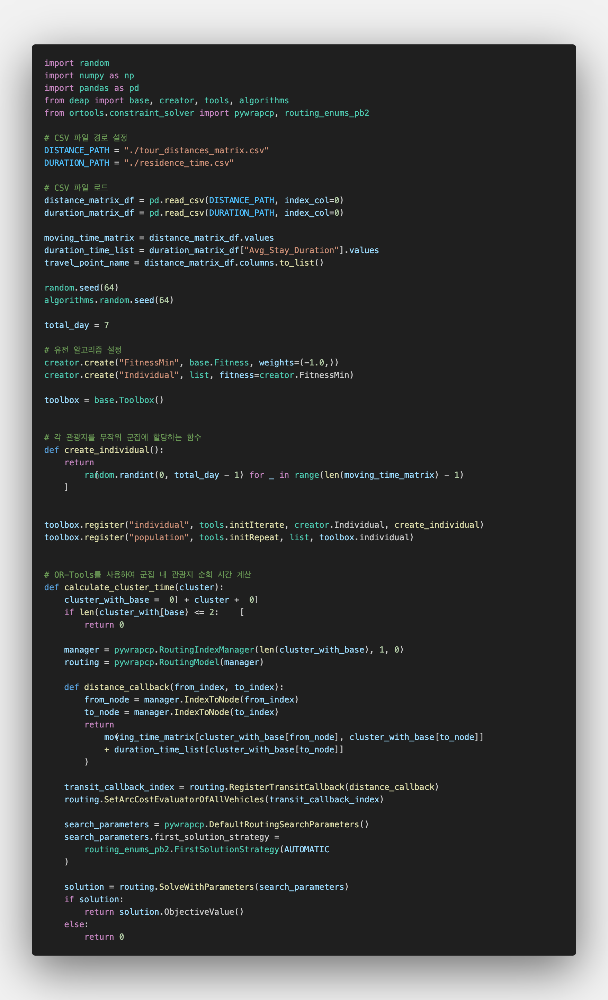 import random
import numpy as np
import pandas as pd
from deap import base, creator, tools, algorithms
from ortools.constraint_solver import pywrapcp, routing_enums_pb2

# CSV 파일 경로 설정
DISTANCE_PATH = "./tour_distances_matrix.csv"
DURATION_PATH = "./residence_time.csv"

# CSV 파일 로드
distance_matrix_df = pd.read_csv(DISTANCE_PATH, index_col=0)
duration_matrix_df = pd.read_csv(DURATION_PATH, index_col=0)

moving_time_matrix = distance_matrix_df.values
duration_time_list = duration_matrix_df["Avg_Stay_Duration"].values
travel_point_name = distance_matrix_df.columns.to_list()

random.seed(64)
algorithms.random.seed(64)

total_day = 7

# 유전 알고리즘 설정
creator.create("FitnessMin", base.Fitness, weights=(-1.0,))
creator.create("Individual", list, fitness=creator.FitnessMin)

toolbox = base.Toolbox()


# 각 관광지를 무작위 군집에 할당하는 함수
def create_individual():
    return [
        random.randint(0, total_day - 1) for _ in range(len(moving_time_matrix) - 1)
    ]


toolbox.register("individual", tools.initIterate, creator.Individual, create_individual)
toolbox.register("population", tools.initRepeat, list, toolbox.individual)


# OR-Tools를 사용하여 군집 내 관광지 순회 시간 계산
def calculate_cluster_time(cluster):
    cluster_with_base = [0] + cluster + [0]
    if len(cluster_with_base) <= 2:
        return 0

    manager = pywrapcp.RoutingIndexManager(len(cluster_with_base), 1, 0)
    routing = pywrapcp.RoutingModel(manager)

    def distance_callback(from_index, to_index):
        from_node = manager.IndexToNode(from_index)
        to_node = manager.IndexToNode(to_index)
        return (
            moving_time_matrix[cluster_with_base[from_node], cluster_with_base[to_node]]
            + duration_time_list[cluster_with_base[to_node]]
        )

    transit_callback_index = routing.RegisterTransitCallback(distance_callback)
    routing.SetArcCostEvaluatorOfAllVehicles(transit_callback_index)

    search_parameters = pywrapcp.DefaultRoutingSearchParameters()
    search_parameters.first_solution_strategy = (
        routing_enums_pb2.FirstSolutionStrategy.AUTOMATIC
    )

    solution = routing.SolveWithParameters(search_parameters)
    if solution:
        return solution.ObjectiveValue()
    else:
        return 0